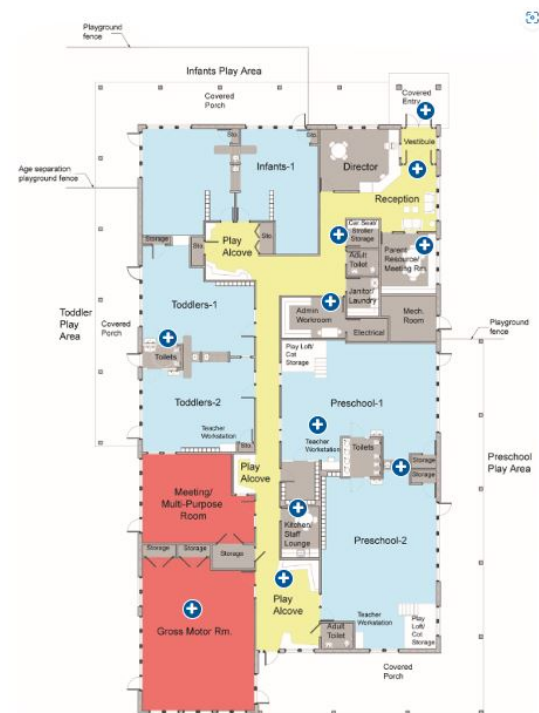 Playground
fence
Infants Play Area
Covered
Porch
Covered
Entry
Vestibule
Sto.
Sto.
Infants-1
Director
Age separation
playground fence
Reception
Play
Alcove
Sto.
Car Seat/
Stroller
Storage
Storage
Sto.
Adult
Toilet
Parent
Resource/
Meeting Rm.
Toddler
Play
Area
Covered
Porch
Toddlers-1
Janitor/
Laundry
Admin
Workroom
Mech.
Room
Electrical
Playground
fence
Toilets
Play Loft/
Cot
Storage
Toddlers-2
Preschool-1
Teacher
Workstation
Sto.
Teacher
Workstation
Toilets
Storage
Storage
Preschool
Play Area
Play
Alcove
Meeting/
Multi-Purpose
Room
Kitchen/
Staff
Lounge
Preschool-2
Storage
Storage
Storage
Play
Alcove
Gross Motor Rm.
Adult
Toilet
Teacher
Workstation
Play
Loft/
Cot
Storage
Covered
Porch